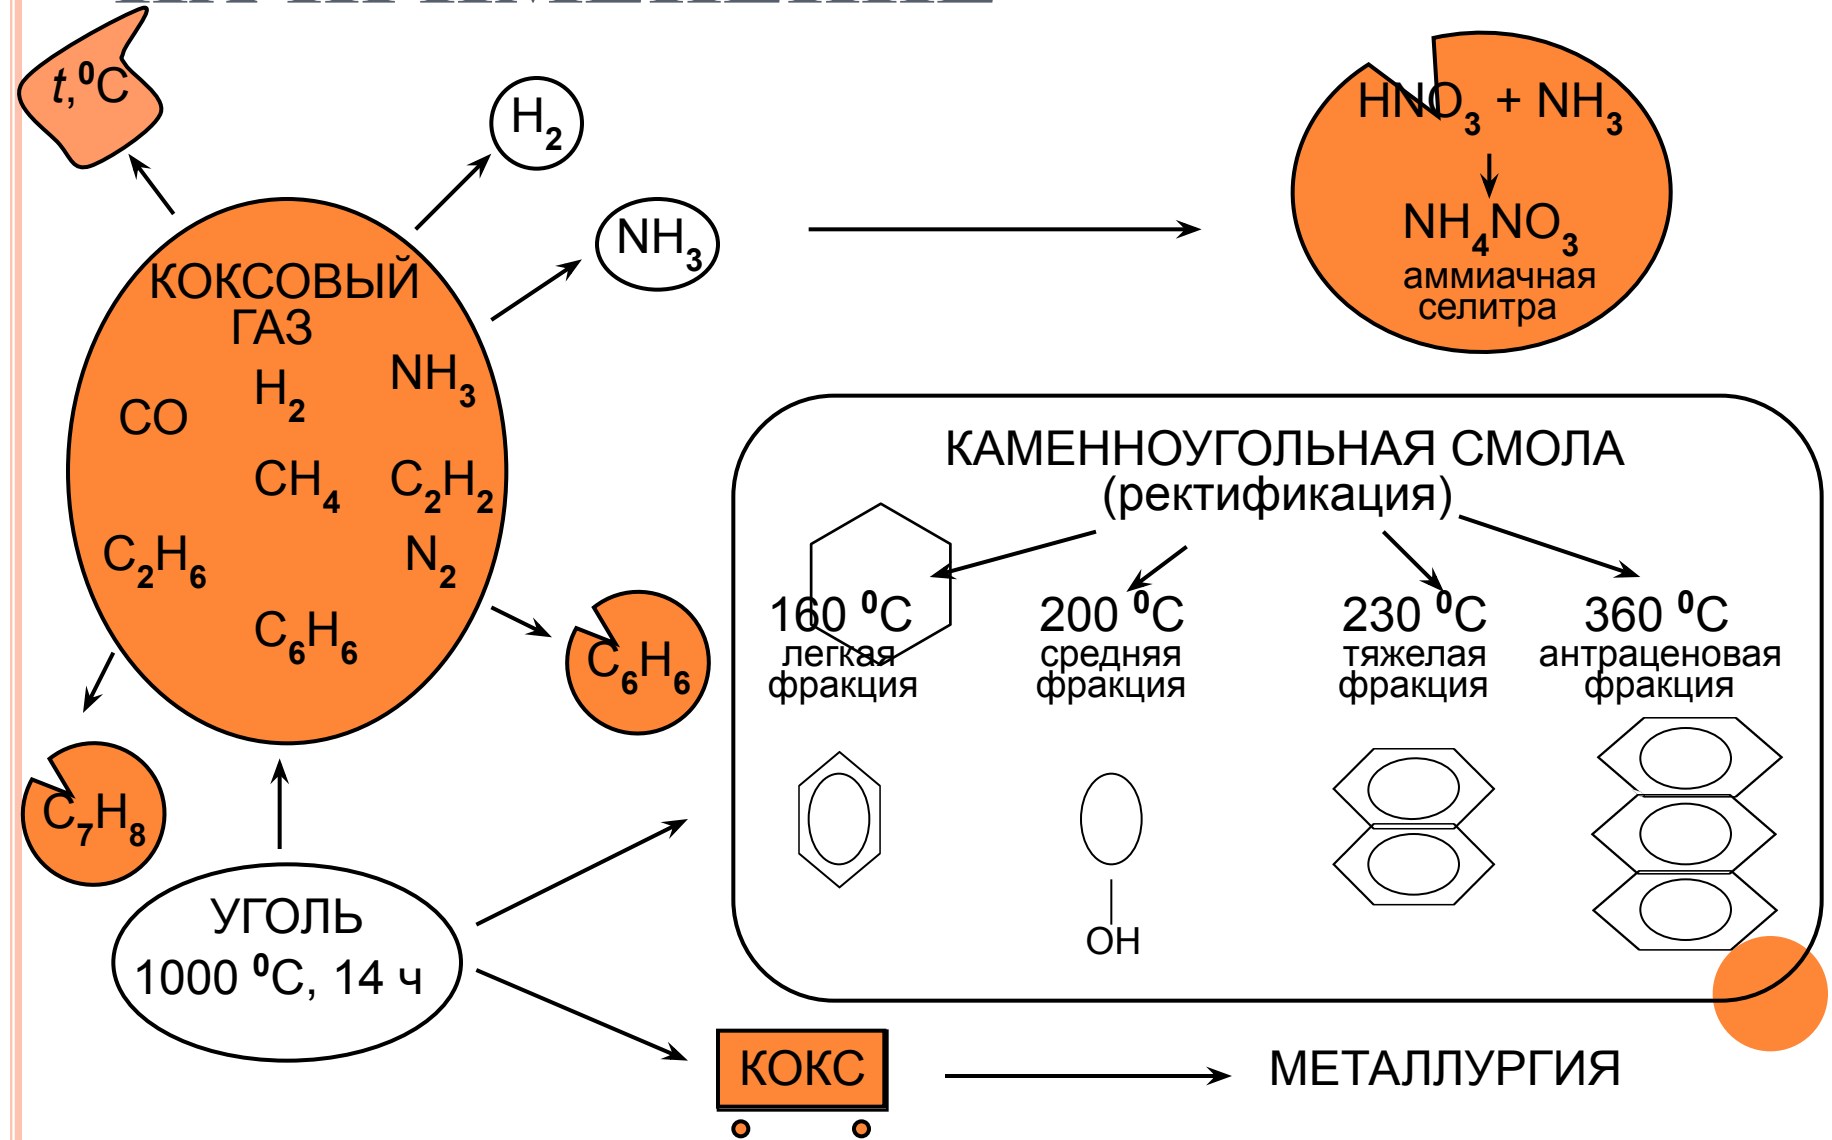 t,⁰C
H₂
NH₃
HNO₃ + NH₃
NH₄NO₃
аммиачная
селитра
КОКСОВЫЙ
ГАЗ
CO
H₂
NH₃
CH₄
C₂H₂
C₂H₆
N₂
C₆H₆
C₆H₆
C₇H₈
УГОЛЬ
1000 ⁰C, 14 ч
КАМЕННОУГОЛЬНАЯ СМОЛА
(ректификация)
160 ⁰C
легкая
фракция
200 ⁰C
средняя
фракция
230 ⁰C
тяжелая
фракция
360 ⁰C
антраценовая
фракция
OH
КОКС
МЕТАЛЛУРГИЯ